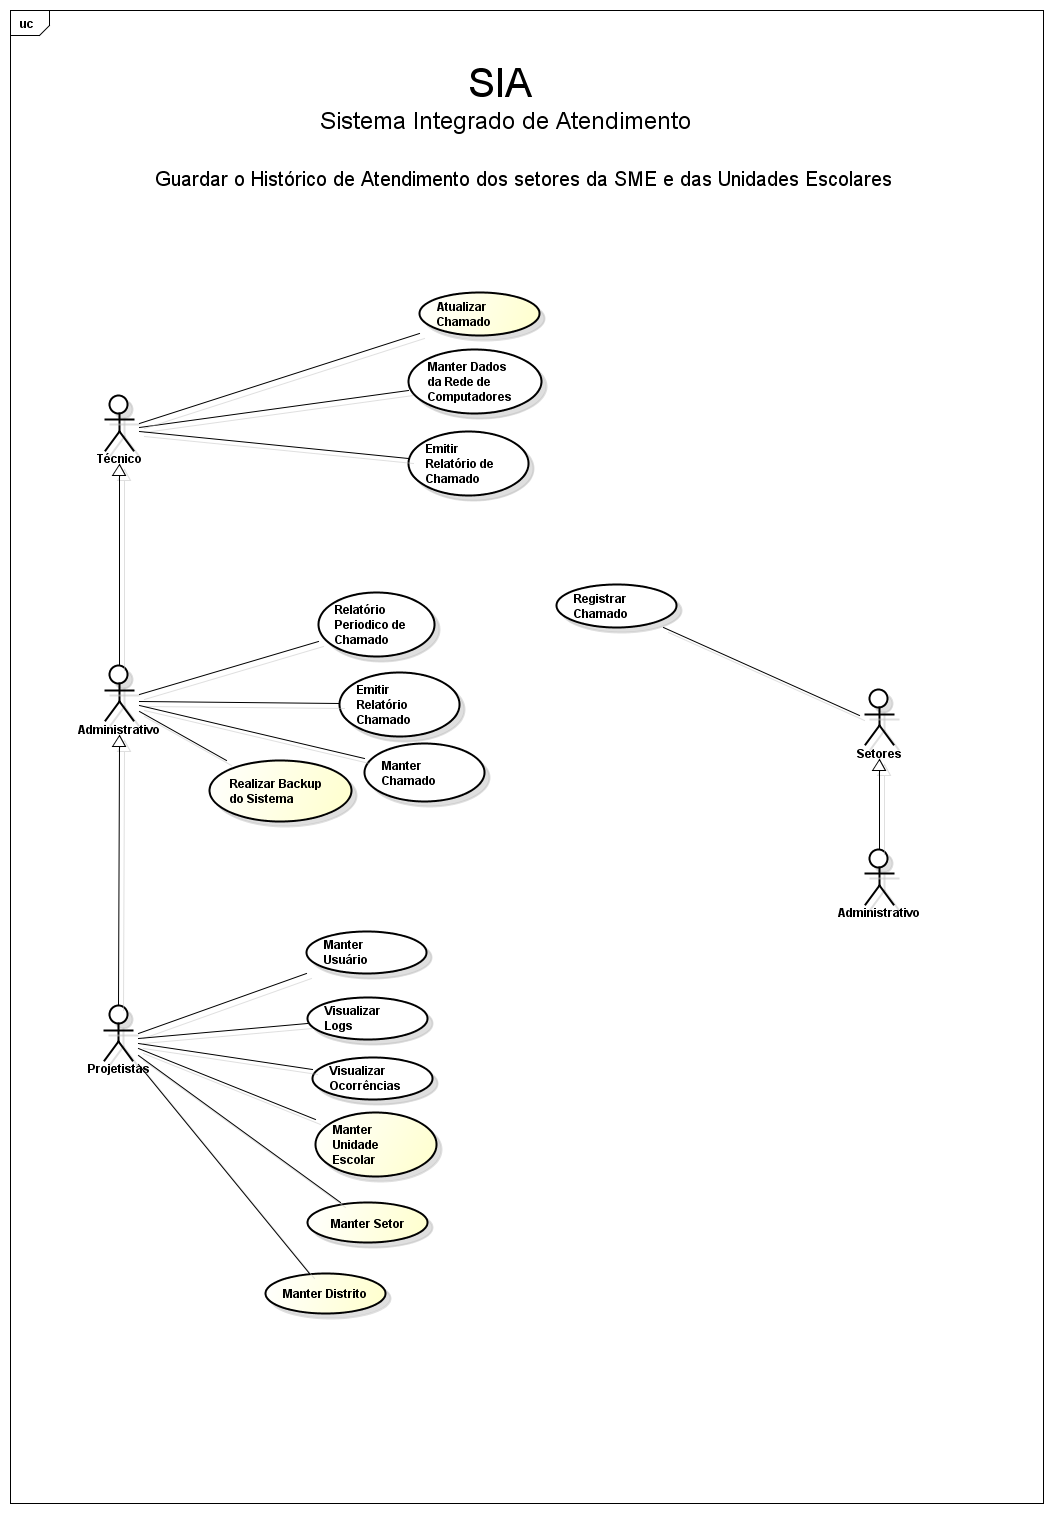 uc
SIA
Sistema Integrado de Atendimento
Guardar o Histórico de Atendimento dos setores da SME e das Unidades Escolares
Atualizar
Chamado
Manter Dados
da Rede de
Computadores
Emitir
Relatório de
Chamado
Técnico
Relatório
Periodico de
Chamado
Emitir
Relatório
Chamado
Manter
Chamado
Realizar Backup
do Sistema
Administrativo
Registrar
Chamado
Setores
Administrativo
Manter
Usuário
Visualizar
Logs
Visualizar
Ocorrências
Manter
Unidade
Escolar
Manter Setor
Manter Distrito
Projetistas